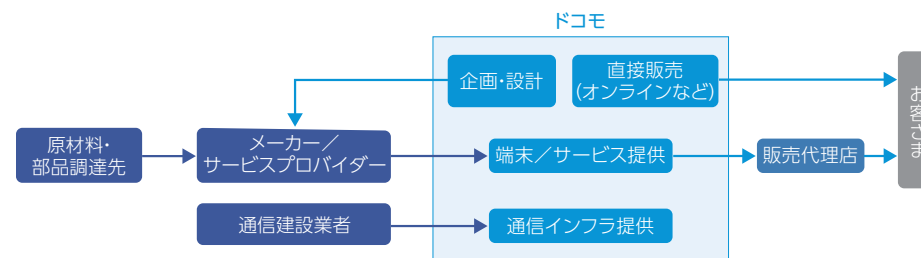 ドコモ
企画・設計
直接販売
(オンラインなど)
お客さま
原材料・
部品調達先
メーカー／
サービスプロバイダー
端末／サービス提供
販売代理店
通信建設業者
通信インフラ提供